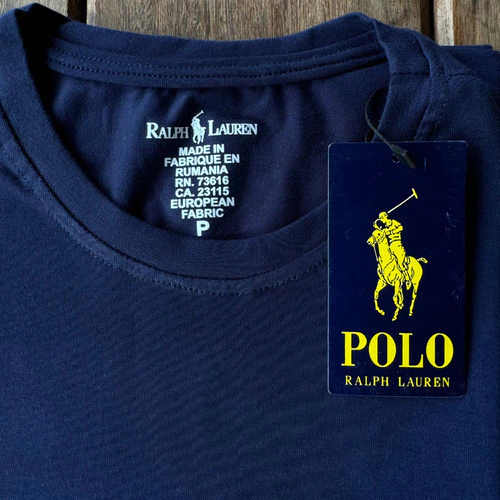 RALPH LAUREN
MADE IN
FABRIQUE EN
RUMANIA
RN. 73616
CA. 23115
EUROPEAN
FABRIC
P
POLO
RALPH LAUREN